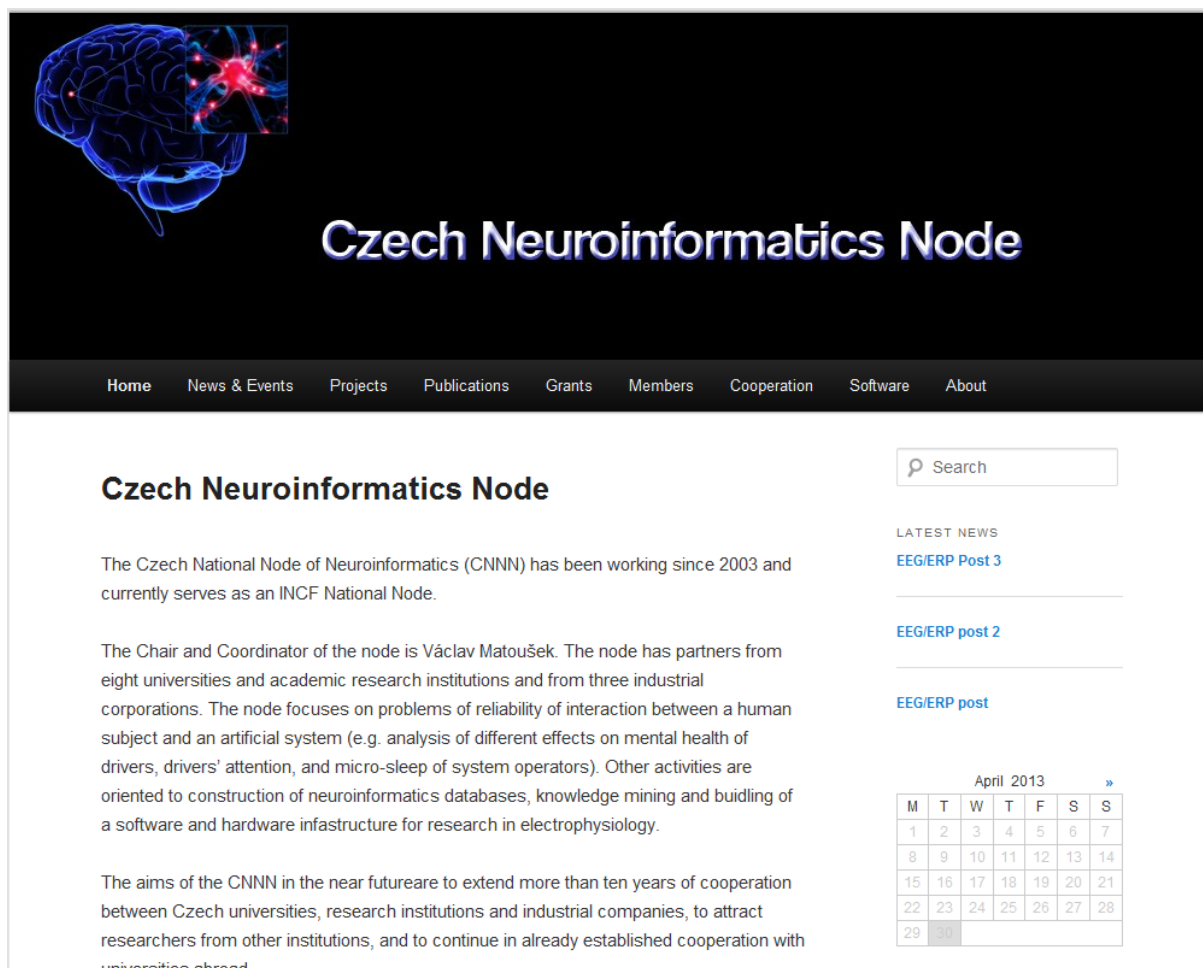 Czech Neuroinformatics Node
Home News & Events Projects Publications Grants Members Cooperation Software About
Czech Neuroinformatics Node
The Czech National Node of Neuroinformatics (CNNN) has been working since 2003 and
currently serves as an INCF National Node.
The Chair and Coordinator of the node is Václav Matoušek. The node has partners from
eight universities and academic research institutions and from three industrial
corporations. The node focuses on problems of reliability of interaction between a human
subject and an artificial system (e.g. analysis of different effects on mental health of
drivers, drivers’ attention, and micro-sleep of system operators). Other activities are
oriented to construction of neuroinformatics databases, knowledge mining and buidling of
a software and hardware infastructure for research in electrophysiology.
The aims of the CNNN in the near futureare to extend more than ten years of cooperation
between Czech universities, research institutions and industrial companies, to attract
researchers from other institutions, and to continue in already established cooperation with
universities abroad
Search
LATEST NEWS
EEG/ERP Post 3
EEG/ERP post 2
EEG/ERP post
April 2013 »
M T W T F S S
1 2 3 4 5 6 7
8 9 10 11 12 13 14
15 16 17 18 19 20 21
22 23 24 25 26 27 28
29 30